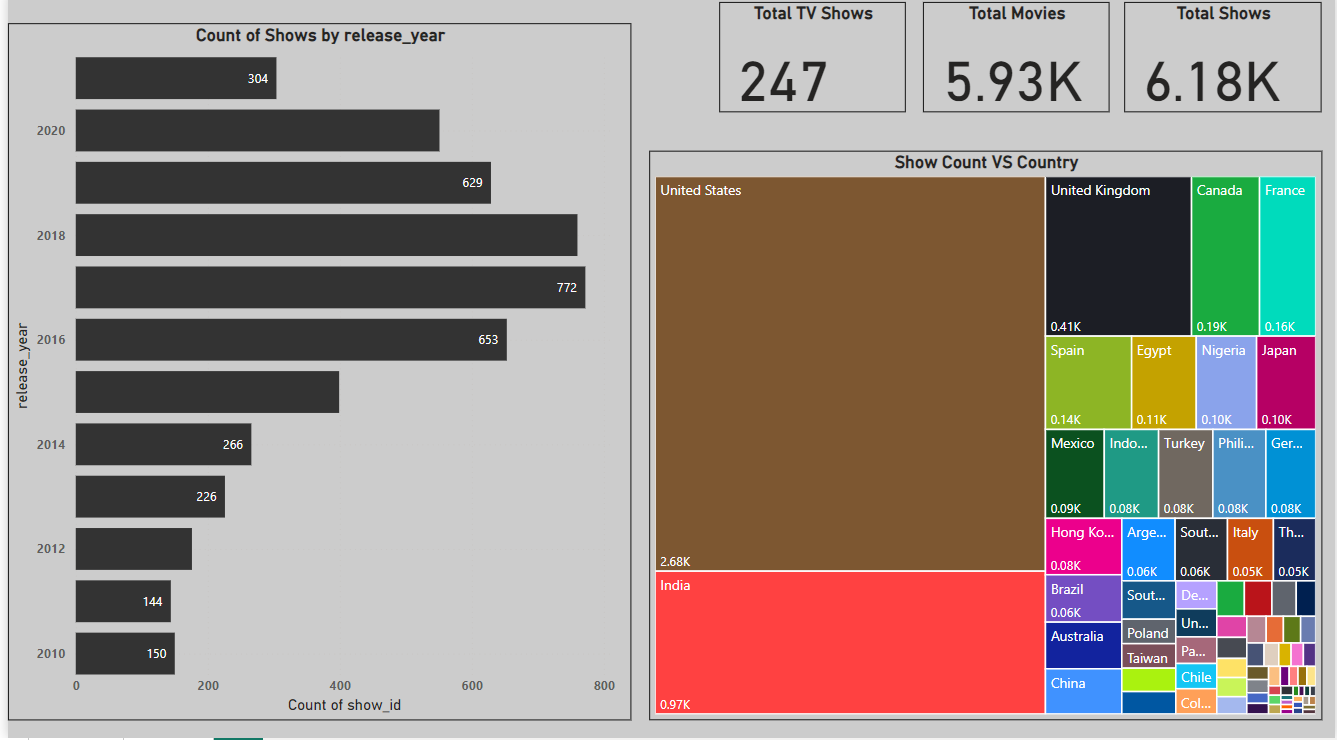 Count of Shows by release_year
304
2020
629
2018
772
2016
653
2014
266
226
2012
144
2010
150
0 200 400 600 800
release_year
Count of show_id
Total TV Shows
247
Total Movies
5.93K
Total Shows
6.18K
Show Count VS Country
United States
2.68K
India
0.97K
United Kingdom
0.41K
Canada
0.19K
France
0.16K
Spain
0.14K
Egypt
0.11K
Nigeria
0.10K
Japan
0.10K
Mexico
0.09K
Indo...
0.08K
Turkey
0.08K
Phili...
0.08K
Ger...
0.08K
Hong Ko...
0.08K
Arge...
0.06K
Sout...
0.06K
Italy
0.05K
Th...
0.05K
Brazil
0.06K
Australia
China
Sout...
Poland
Taiwan
De...
Un...
Pa...
Chile
Col...